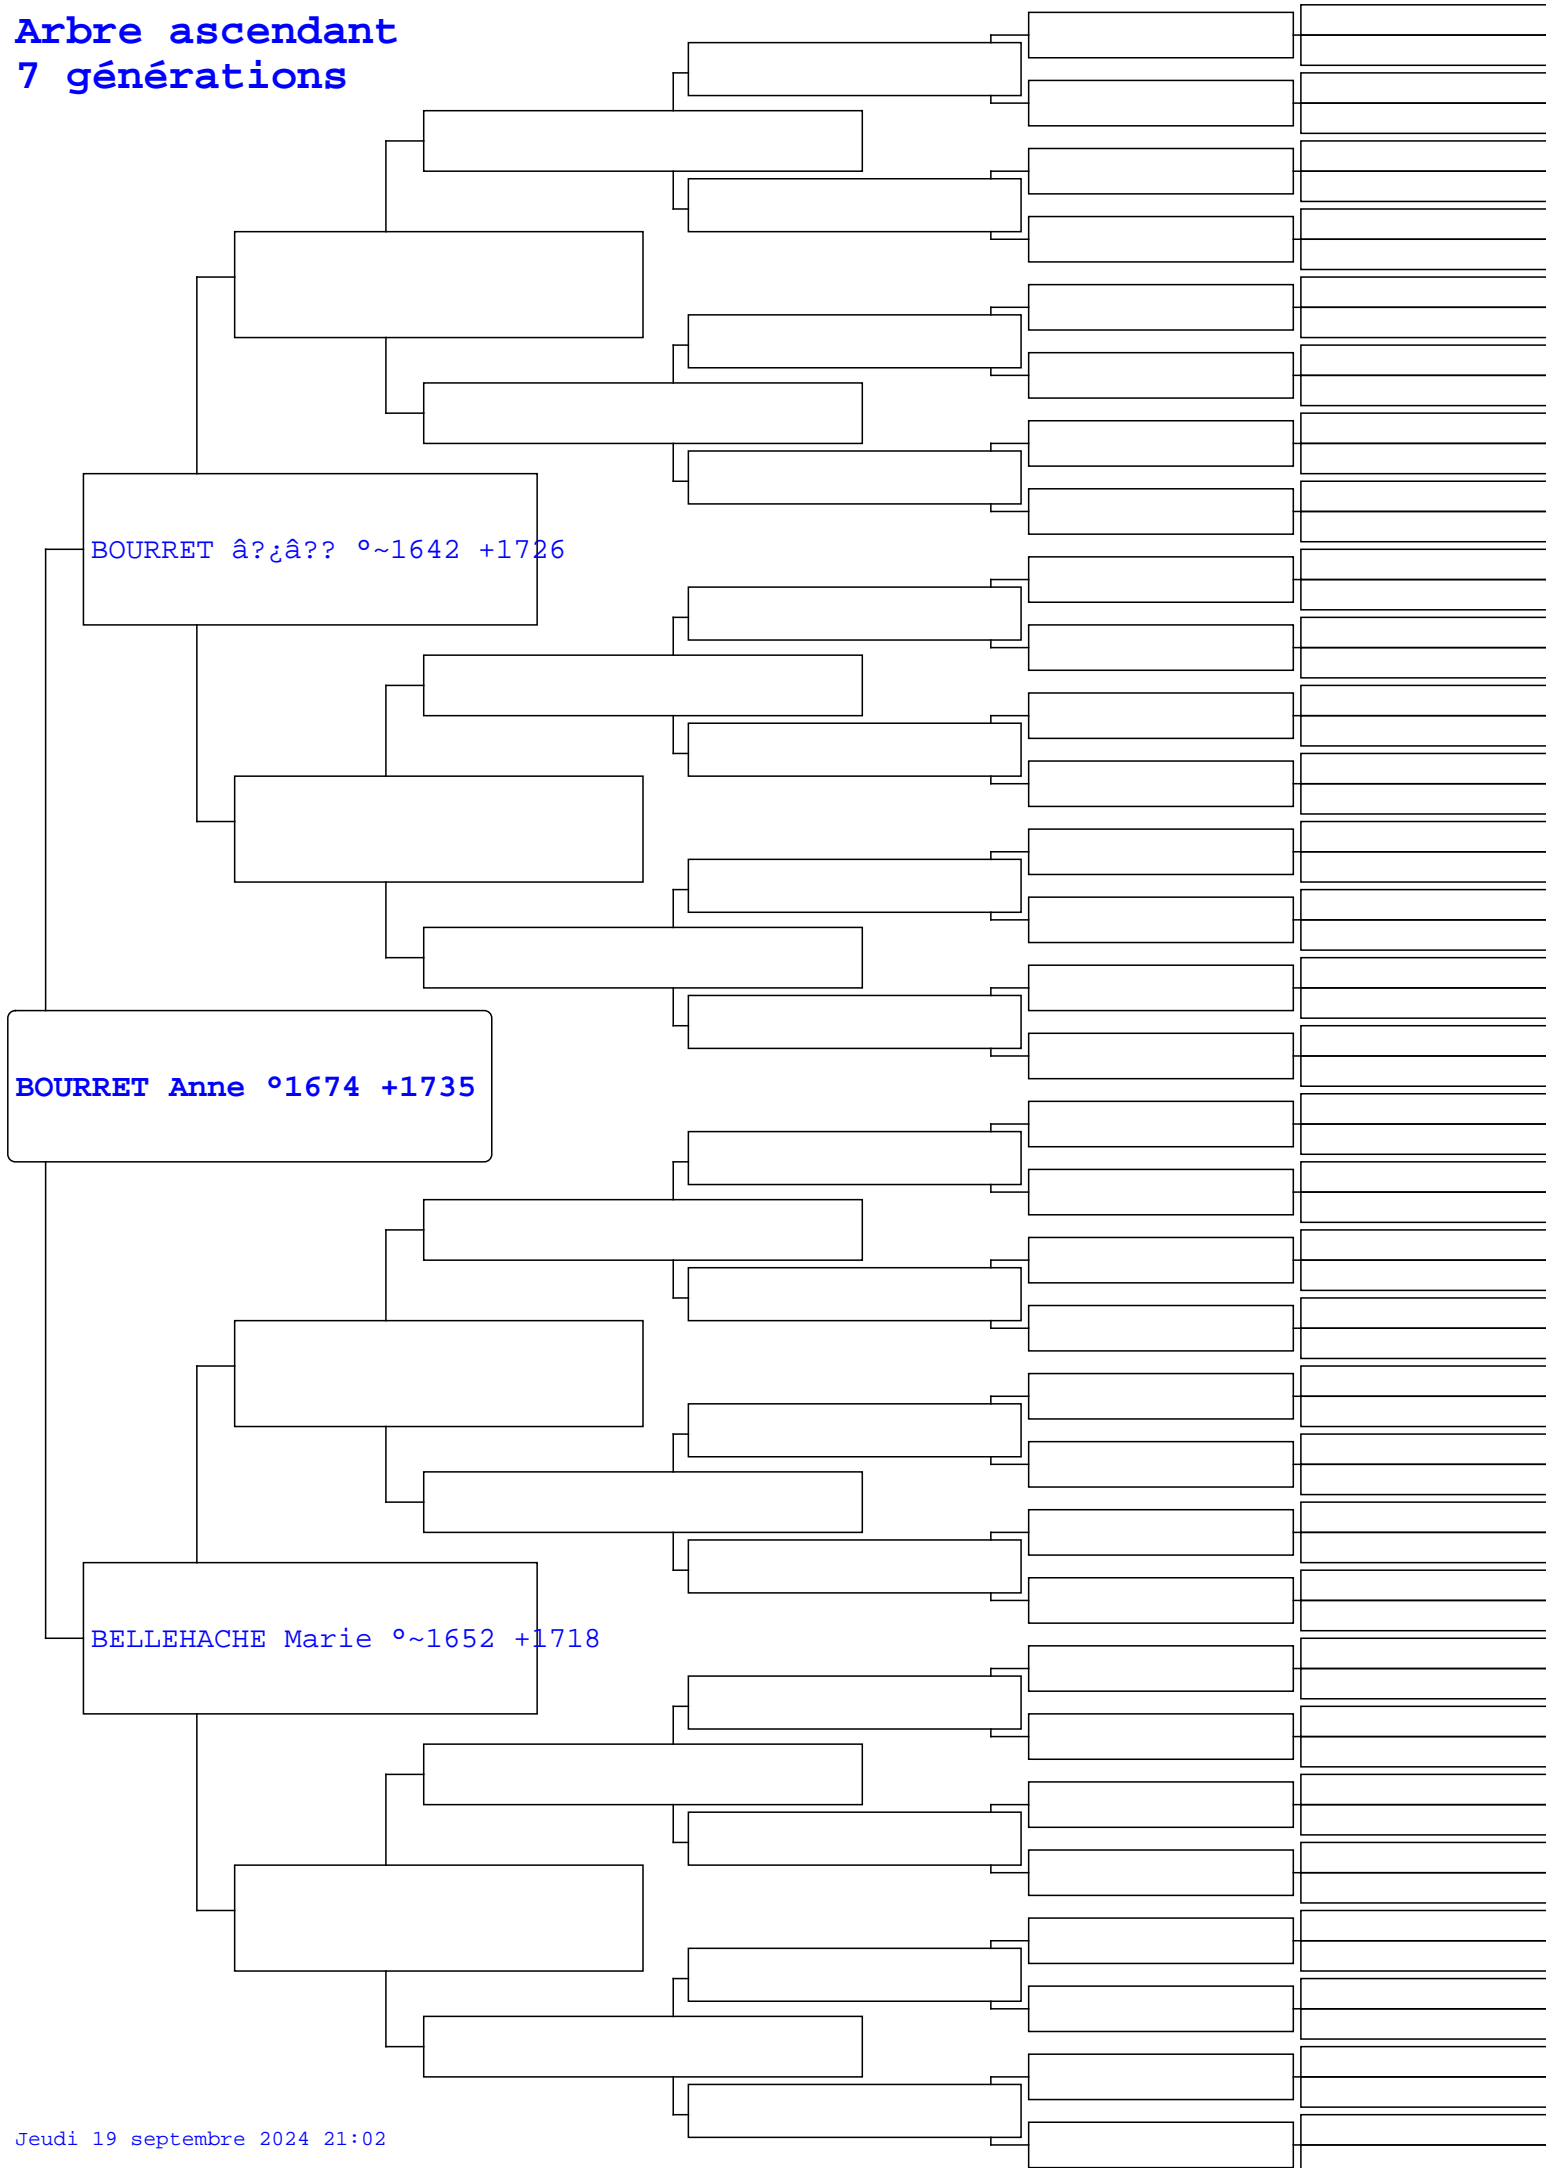 Arbre ascendant
7 générations
BOURRET â?¿â?? °~1642 +1726
BOURRET Anne °1674 +1735
BELLEHACHE Marie °~1652 +1718
Jeudi 19 septembre 2024 21:02